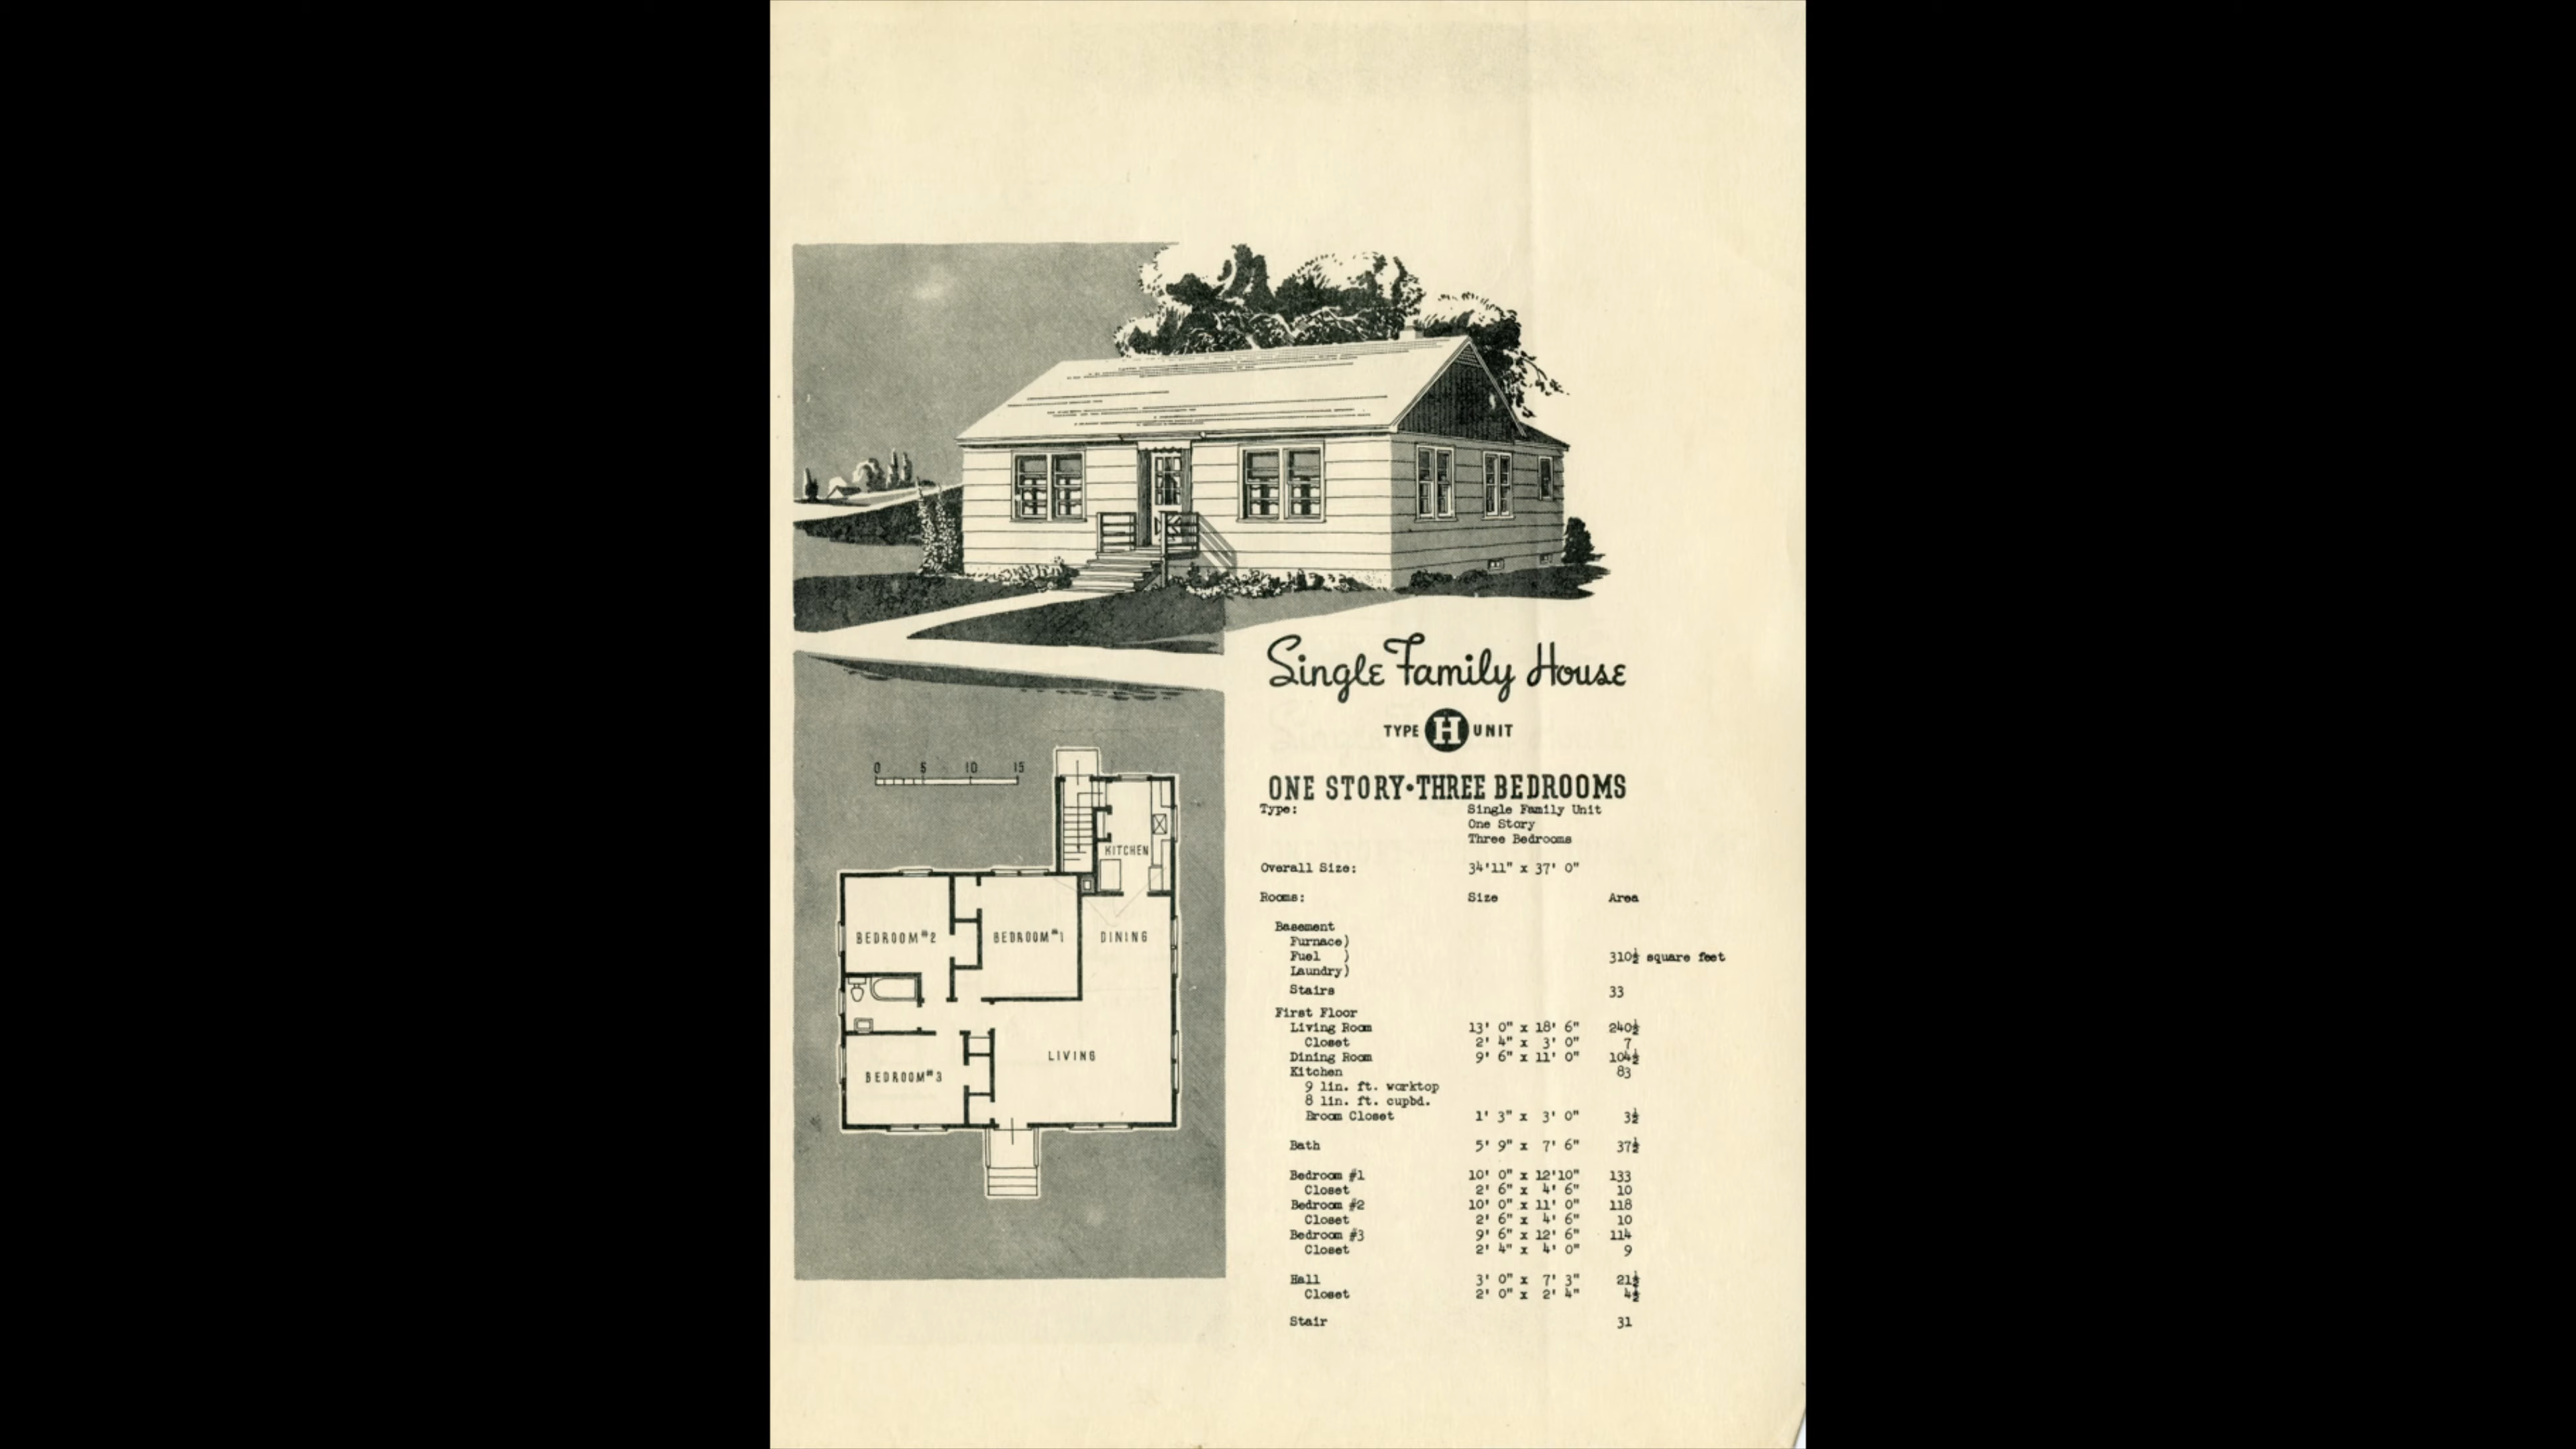 Single Family House
TYPE H UNIT
ONE STORY•THREE BEDROOMS
Type: Single Family Unit
One Story
Three Bedrooms
Overall Size: 34'11" x 37' 0"
Rooms: Size Area
Basement
Furnace)
Fuel ) 310½ square feet
Laundry)
Stairs 33
First Floor
Living Room 13' 0" x 18' 6" 240½
Closet 2' 4" x 3' 0" 7
Dining Room 9' 6" x 11' 0" 104½
Kitchen 83
9 lin. ft. worktop
8 lin. ft. cupbd.
Broom Closet 1' 3" x 3' 0" 3½
Bath 5' 9" x 7' 6" 37½
Bedroom #1 10' 0" x 12'10" 133
Closet 2' 6" x 4' 6" 10
Bedroom #2 10' 0" x 11' 0" 118
Closet 2' 6" x 4' 6" 10
Bedroom #3 9' 6" x 12' 6" 114
Closet 2' 4" x 4' 0" 9
Hall 3' 0" x 7' 3" 21½
Closet 2' 0" x 2' 4" 4½
Stair 31
0 5 10 15
KITCHEN
BEDROOM #2 BEDROOM #1 DINING
LIVING
BEDROOM #3